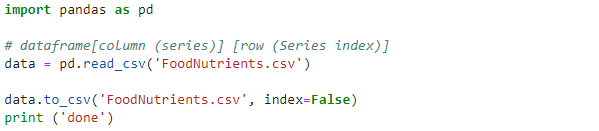 import pandas as pd
# dataframe[column (series)] [row (Series index)]
data = pd.read_csv('FoodNutrients.csv')
data.to_csv('FoodNutrients.csv', index=False)
print ('done')